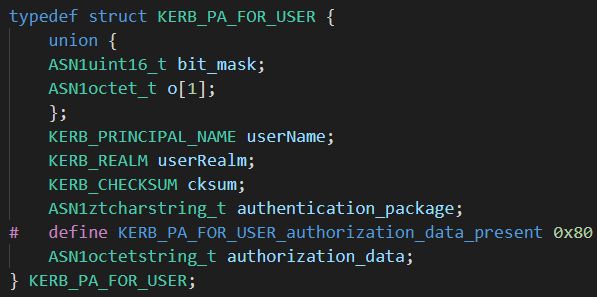 typedef struct KERB_PA_FOR_USER {
    union {
    ASN1uint16_t bit_mask;
    ASN1octet_t o[1];
    };
    KERB_PRINCIPAL_NAME userName;
    KERB_REALM userRealm;
    KERB_CHECKSUM cksum;
    ASN1ztcharstring_t authentication_package;
#   define KERB_PA_FOR_USER_authorization_data_present 0x80
    ASN1octetstring_t authorization_data;
} KERB_PA_FOR_USER;